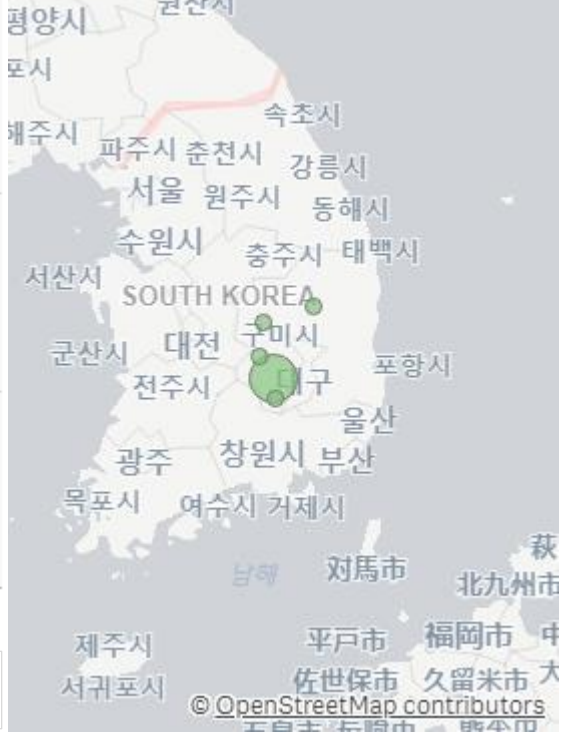 원산시
평양시
포시
속초시
해주시
파주시 춘천시
강릉시
서울 원주시
동해시
수원시
충주시 태백시
서산시
SOUTH KOREA
구미시
대전
군산시
포항시
대구
전주시
울산
창원시 부산
광주
목포시 여수시 거제시
남해
対馬市
萩
北九州市
제주시
平戸市 福岡市 中
서귀포시
佐世保市 久留米市 大
© OpenStreetMap contributors